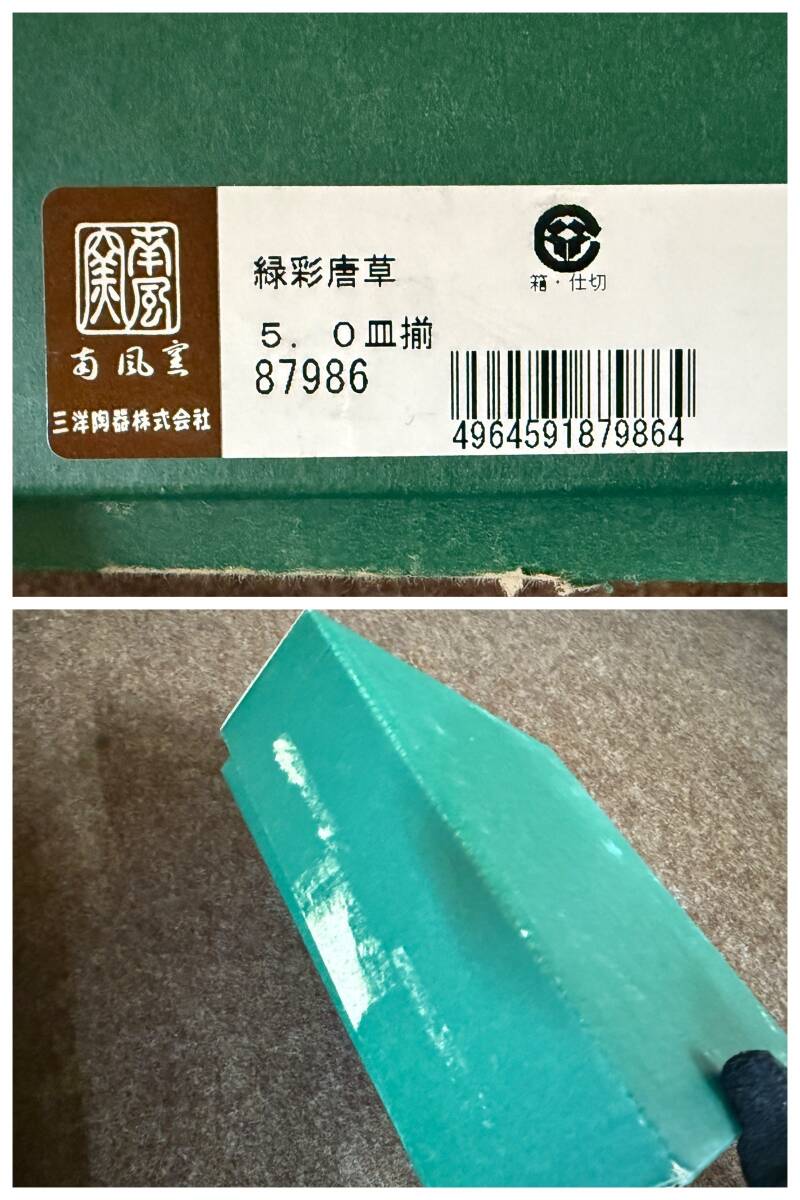 南風窯
南風窯
三洋陶器株式会社
緑彩唐草
５．０皿揃
87986
箱・仕切
4964591879864